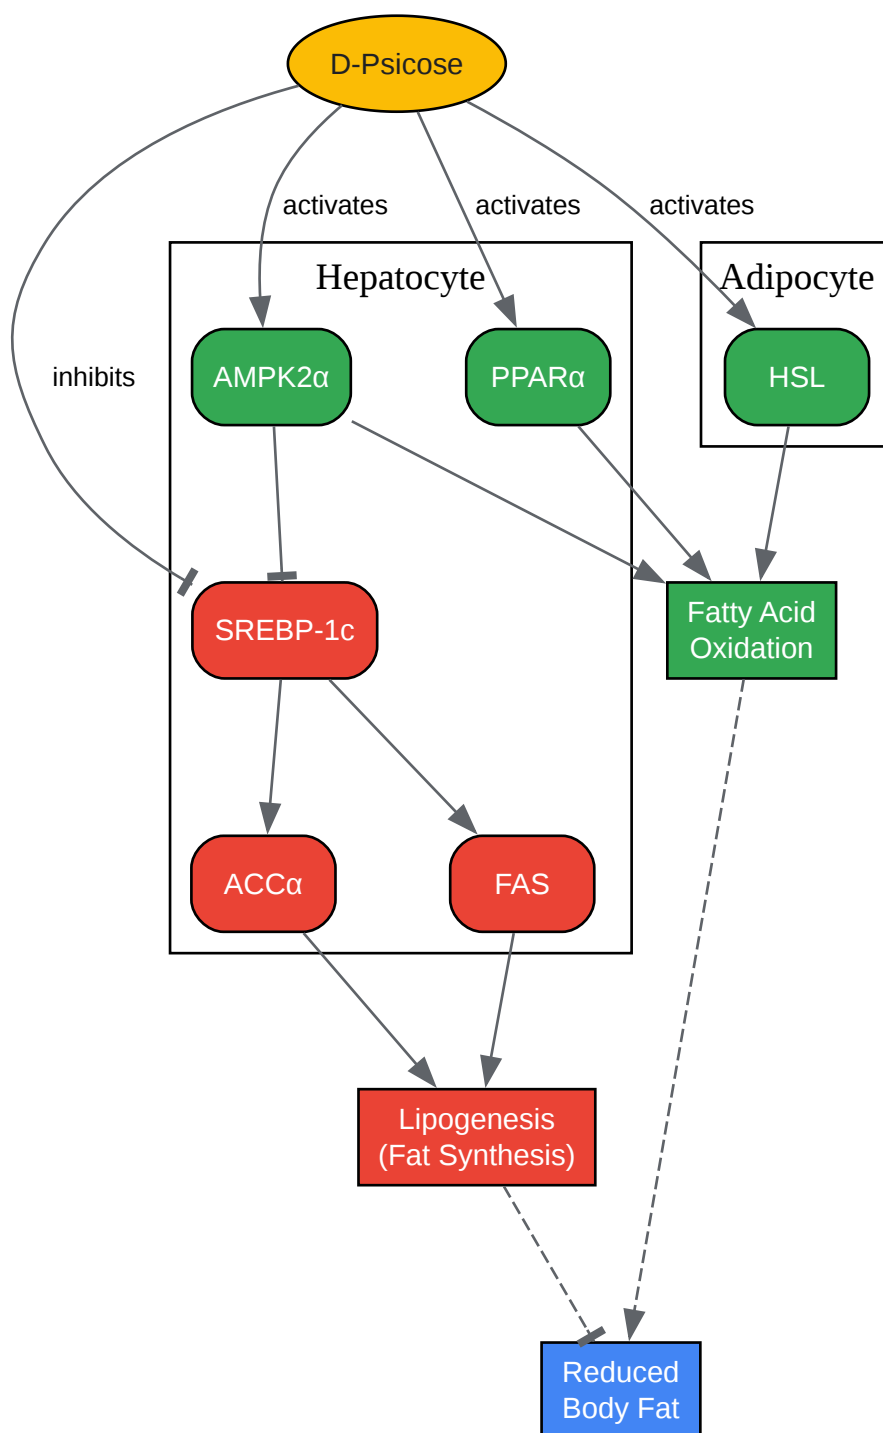 D-Psicose
activates
activates
activates
Hepatocyte
Adipocyte
inhibits
AMPK2α
PPARα
HSL
Fatty Acid
Oxidation
SREBP-1c
ACCα
FAS
Lipogenesis
(Fat Synthesis)
Reduced
Body Fat